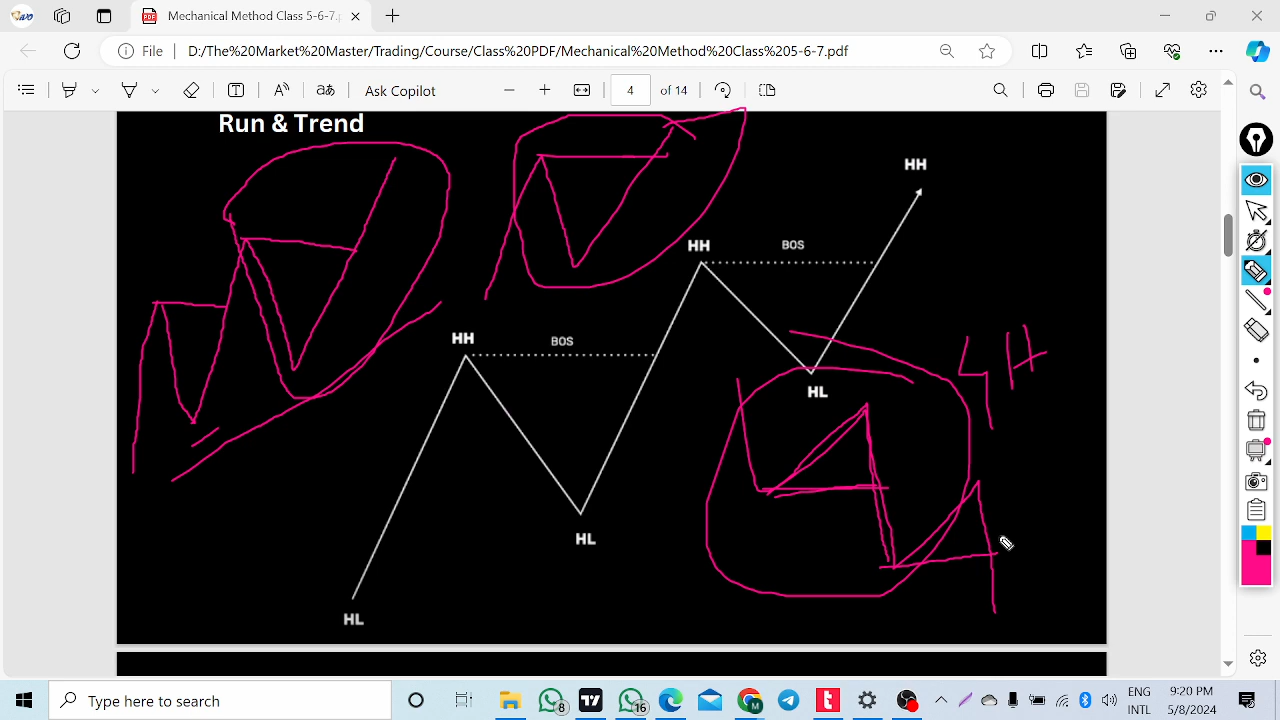 Mechanical Method Class 5-6-7.p
File | D:/The%20Market%20Master/Trading/Course/Class%20PDF/Mechanical%20Method%20Class%205-6-7.pdf
Ask Copilot
4 of 14
Run & Trend
HH
HH
BOS
HH
BOS
4H
HL
HL
HL
Type here to search
8
16
ENG
INTL
9:20 PM
5/8/2024